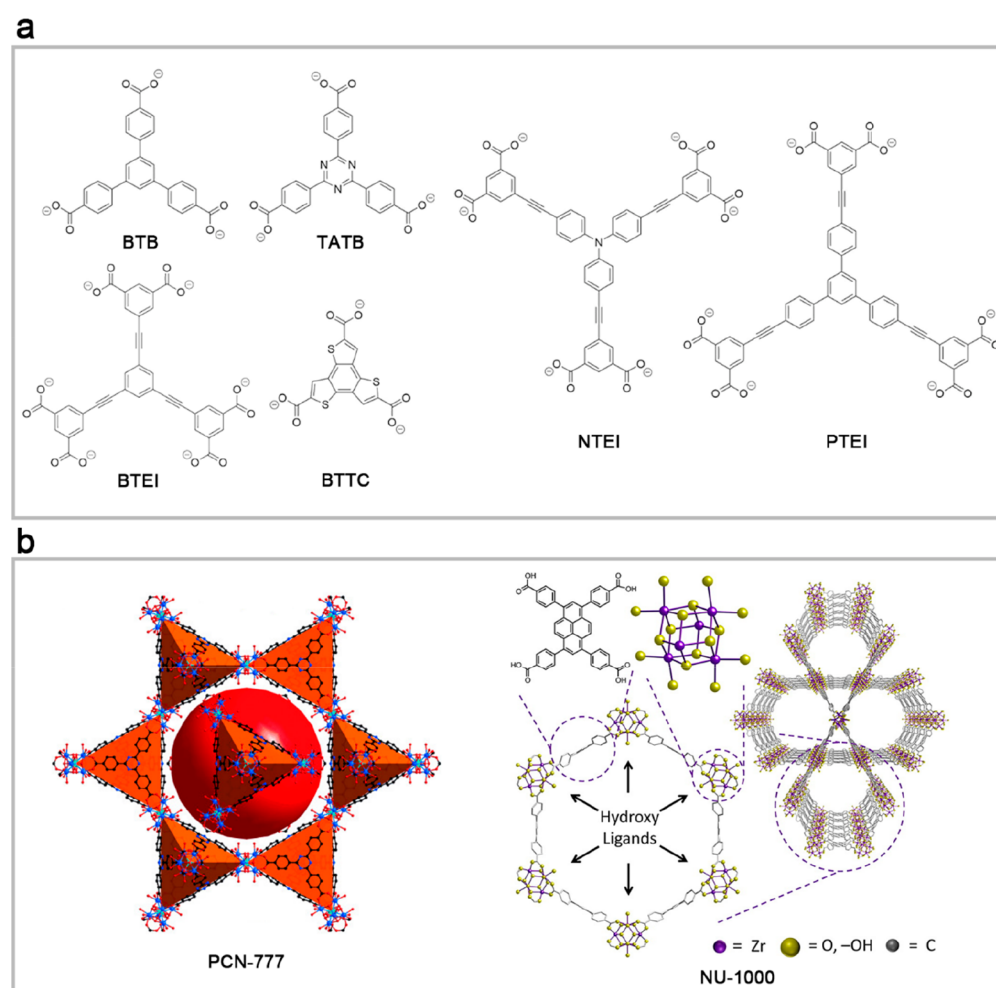 a
BTB
TATB
BTEI
BTTC
NTEI
PTEI
b
Hydroxy
Ligands
= Zr
= O, –OH
= C
PCN-777
NU-1000